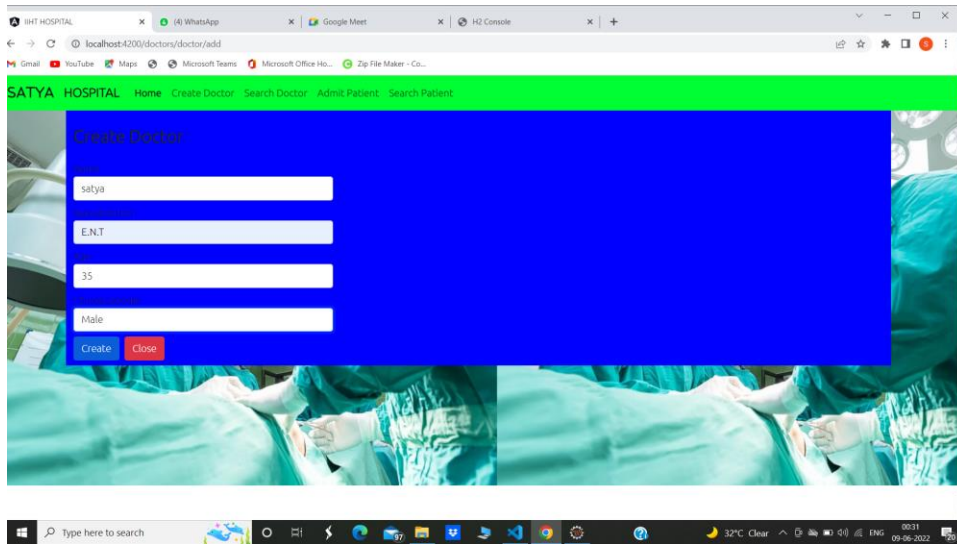 IIHT HOSPITAL (4) WhatsApp Google Meet H2 Console
localhost:4200/doctors/doctor/add
Gmail YouTube Maps Microsoft Teams Microsoft Office Ho... Zip File Maker - Co...
SATYA HOSPITAL Home Create Doctor Search Doctor Admit Patient Search Patient
Create Doctor
satya
E.N.T
35
Male
Create Close
Type here to search 97 32°C Clear ENG 00:31
09-06-2022 20